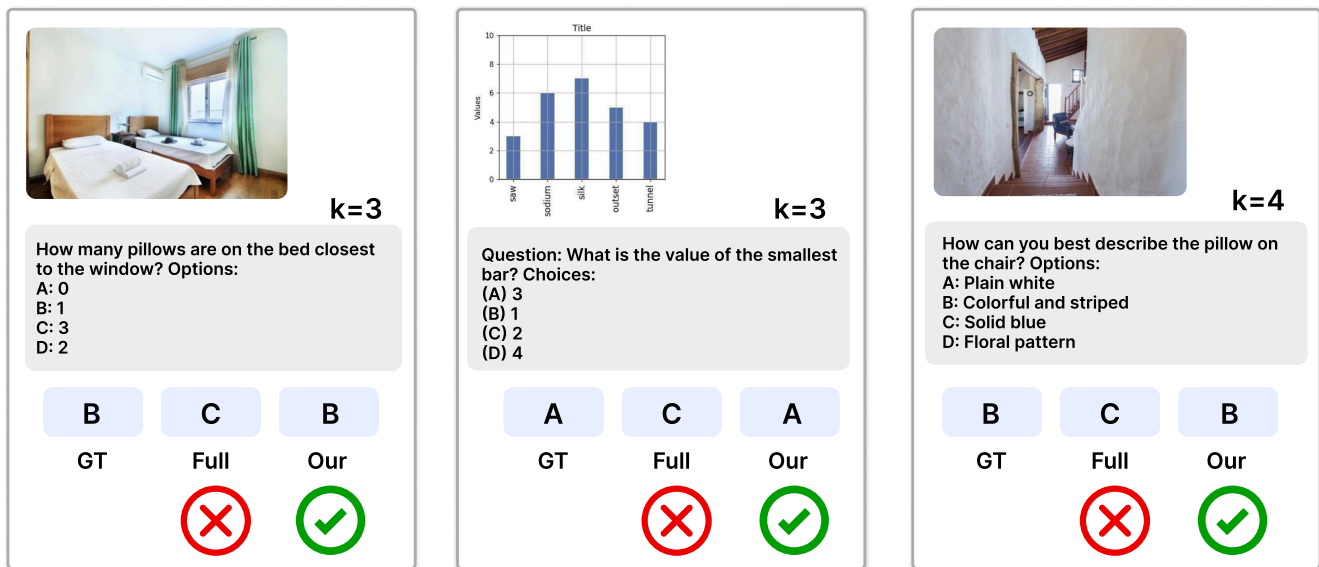 k=3
How many pillows are on the bed closest
to the window? Options:
A: 0
B: 1
C: 3
D: 2
B
C
B
GT
Full
Our
Title
10
8
6
4
2
0
Values
saw
sodium
silk
outset
tunnel
k=3
Question: What is the value of the smallest
bar? Choices:
(A) 3
(B) 1
(C) 2
(D) 4
A
C
A
GT
Full
Our
k=4
How can you best describe the pillow on
the chair? Options:
A: Plain white
B: Colorful and striped
C: Solid blue
D: Floral pattern
B
C
B
GT
Full
Our